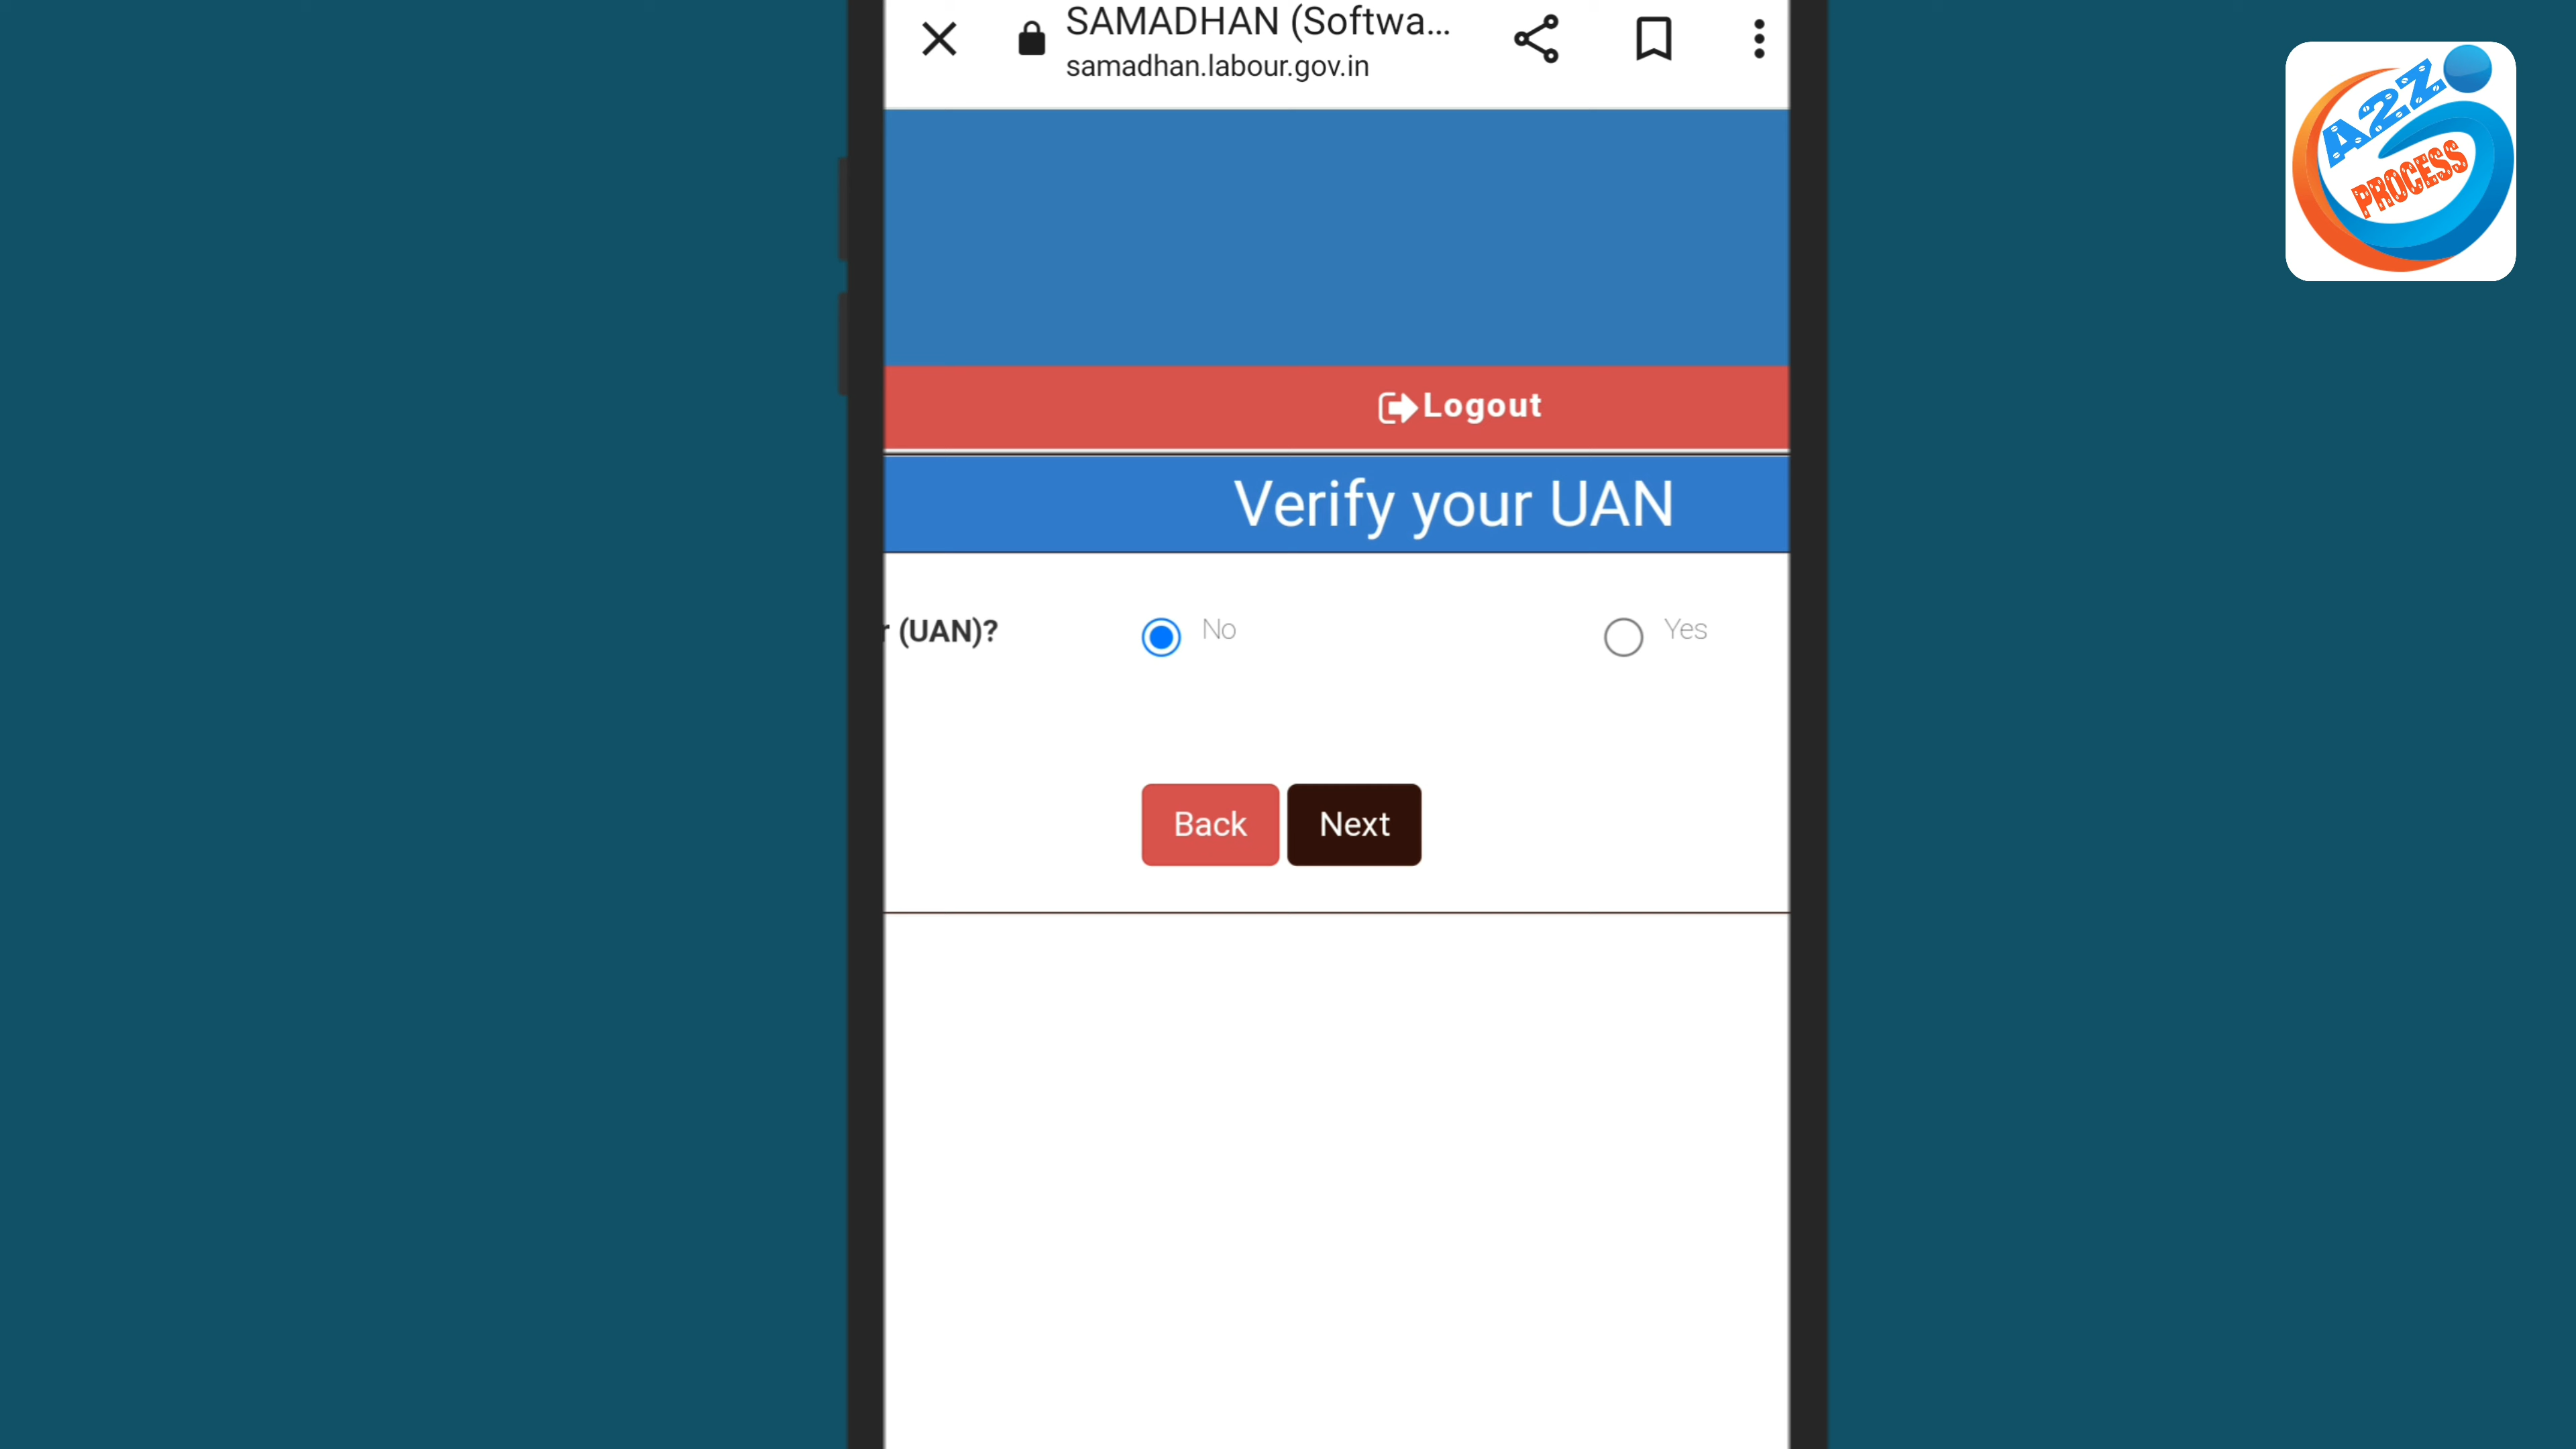 SAMADHAN (Softwa...
samadhan.labour.gov.in
A2Z
PROCESS
Logout
Verify your UAN
(UAN)?
No
Yes
Back
Next